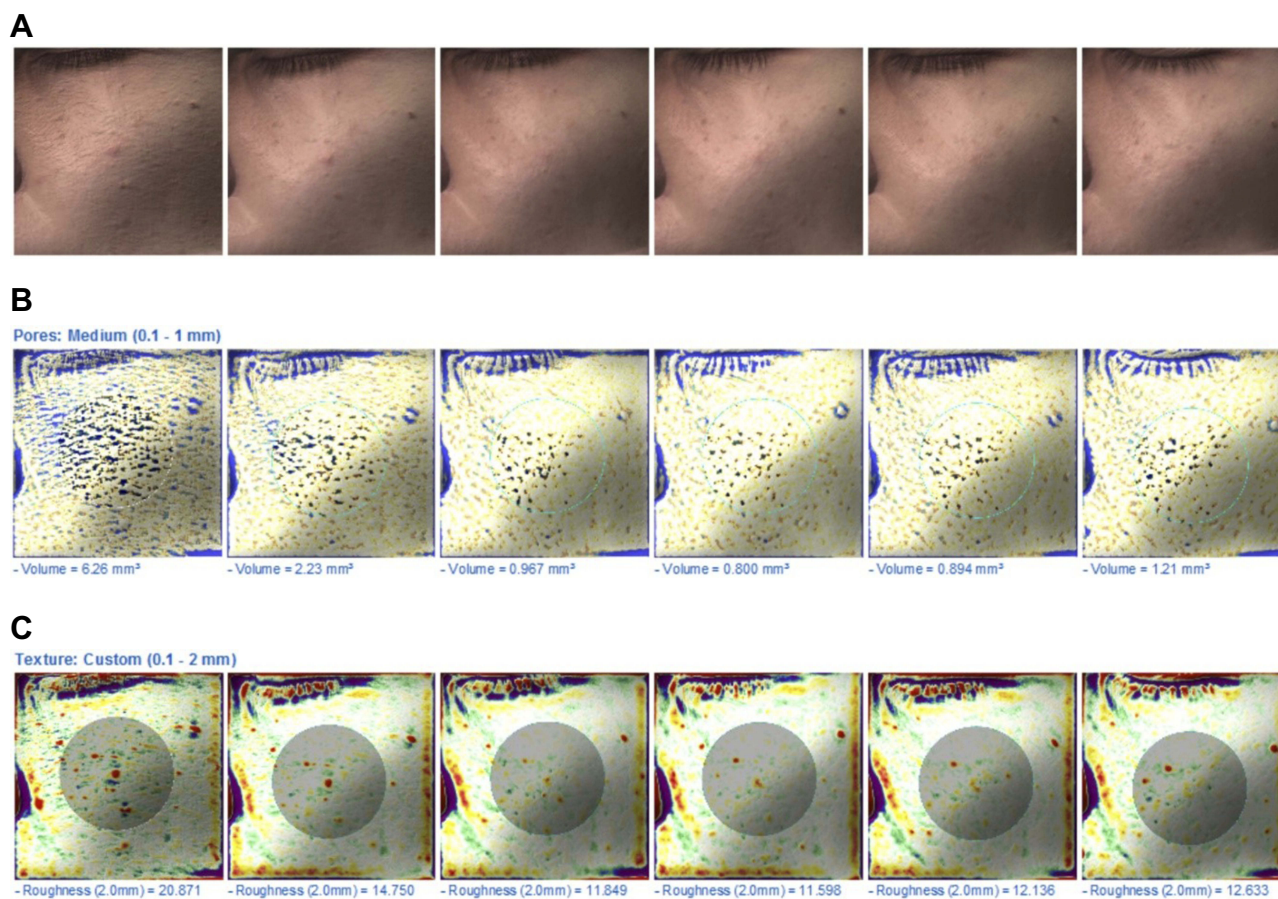 A
B
Pores: Medium (0.1 - 1 mm)
- Volume = 6.26 mm³
- Volume = 2.23 mm³
- Volume = 0.967 mm³
- Volume = 0.800 mm³
- Volume = 0.894 mm³
- Volume = 1.21 mm³
C
Texture: Custom (0.1 - 2 mm)
- Roughness (2.0mm) = 20.871
- Roughness (2.0mm) = 14.750
- Roughness (2.0mm) = 11.849
- Roughness (2.0mm) = 11.598
- Roughness (2.0mm) = 12.136
- Roughness (2.0mm) = 12.633